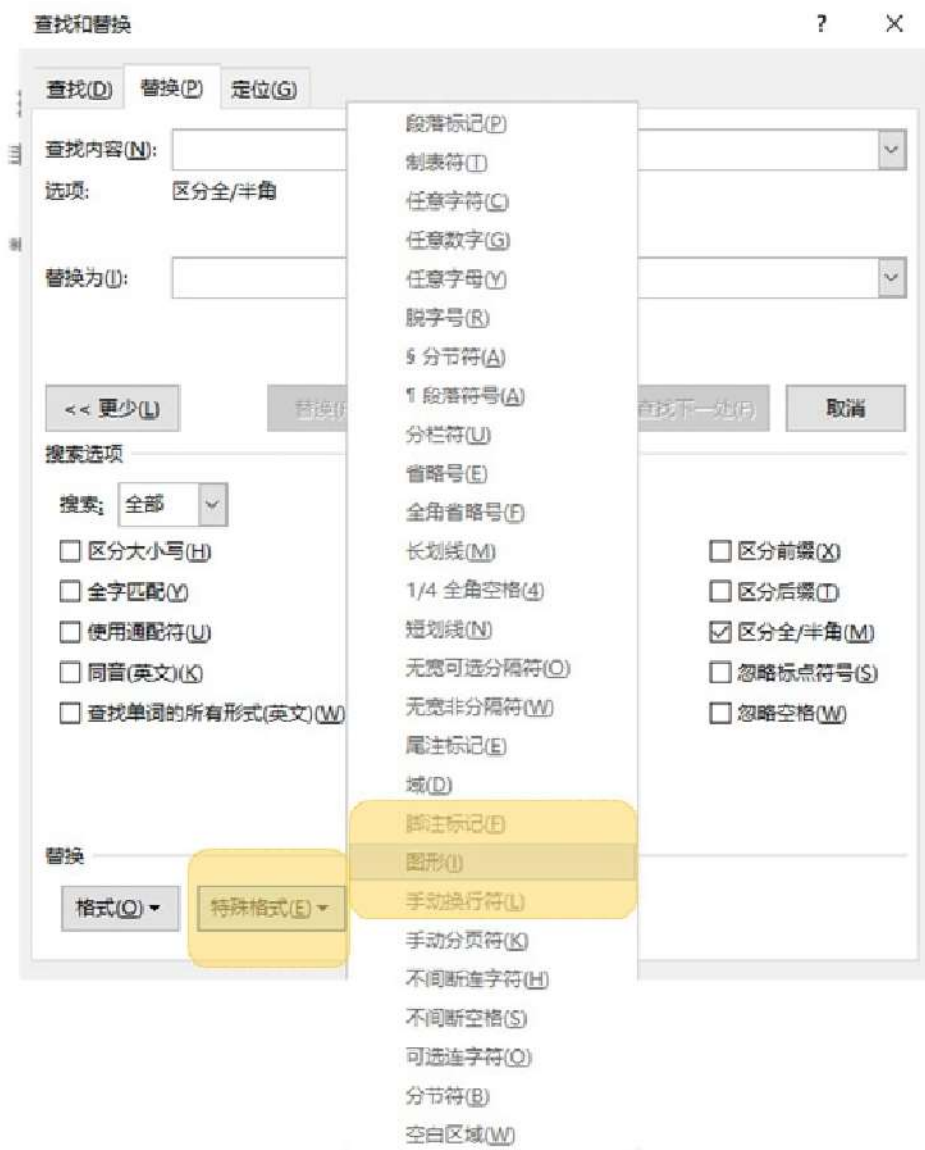 查找和替换 ? ×
查找(D) 替换(P) 定位(G)
查找内容(N):
选项: 区分全/半角
替换为(I):
<< 更少(L)
替换(R
查找下一处(F)
取消
搜索选项
搜索: 全部
区分大小写(H)
全字匹配(Y)
使用通配符(U)
同音(英文)(K)
查找单词的所有形式(英文)(W)
区分前缀(X)
区分后缀(T)
区分全/半角(M)
忽略标点符号(S)
忽略空格(W)
替换
格式(O)
特殊格式(E)
段落标记(P)
制表符(T)
任意字符(C)
任意数字(G)
任意字母(Y)
脱字号(R)
§ 分节符(A)
¶ 段落符号(A)
分栏符(U)
省略号(E)
全角省略号(F)
长划线(M)
1/4 全角空格(4)
短划线(N)
无宽可选分隔符(O)
无宽非分隔符(W)
尾注标记(E)
域(D)
脚注标记(F)
图形(I)
手动换行符(L)
手动分页符(K)
不间断连字符(H)
不间断空格(S)
可选连字符(O)
分节符(B)
空白区域(W)